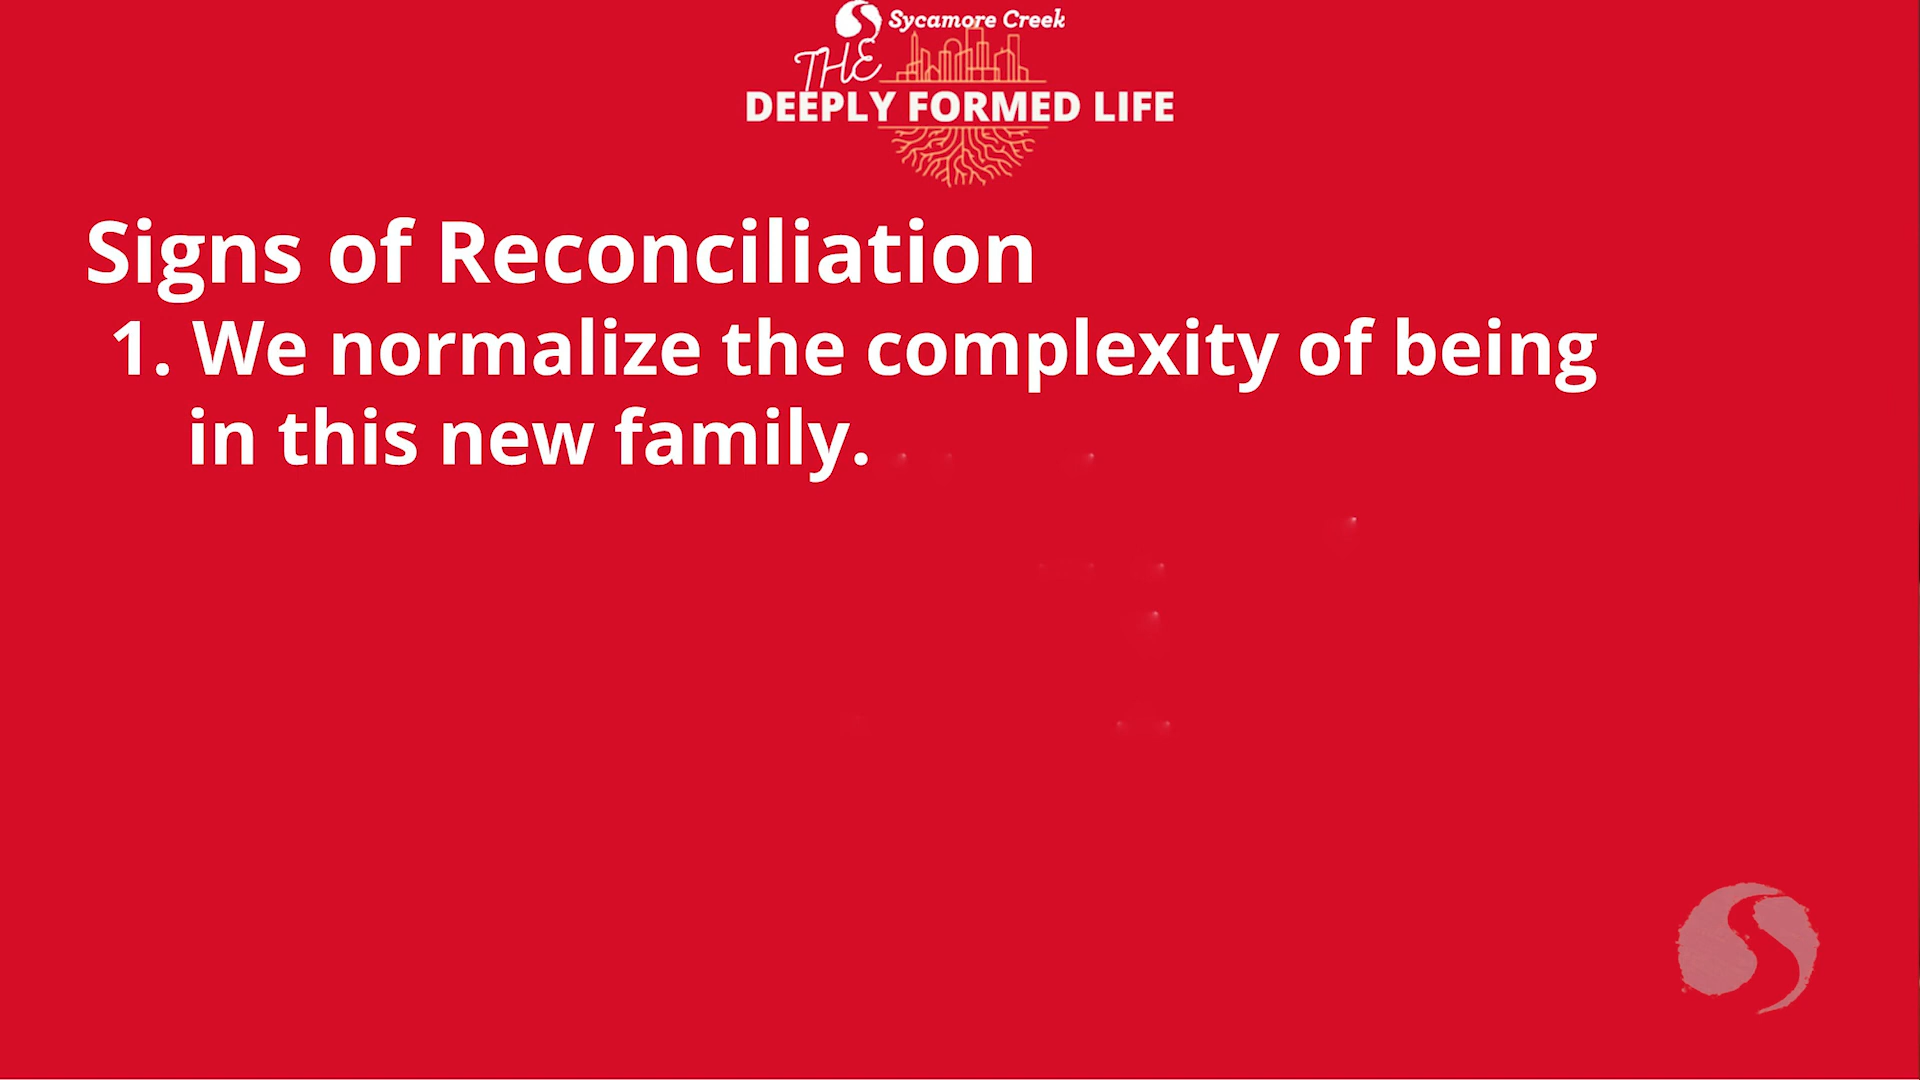 Sycamore Creek
THE
DEEPLY FORMED LIFE
Signs of Reconciliation
1. We normalize the complexity of being
in this new family.